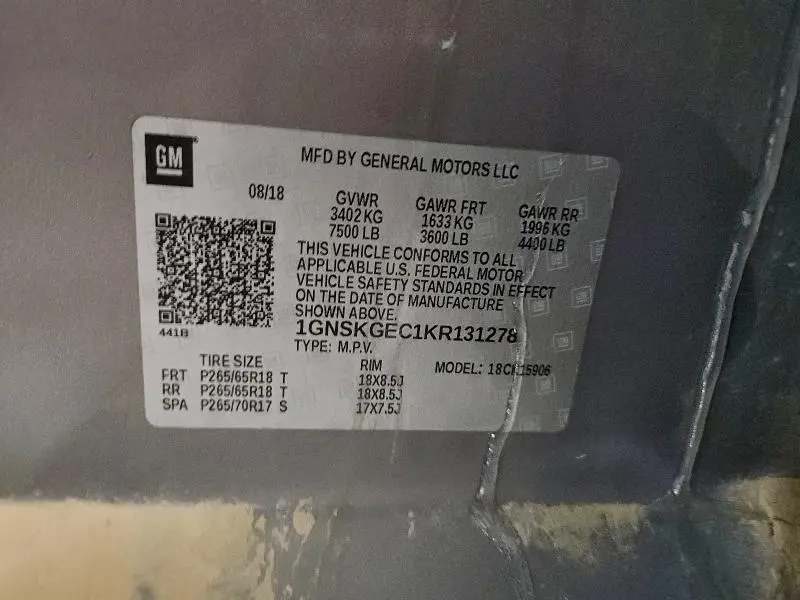 GM
MFD BY GENERAL MOTORS LLC
08/18 GVWR GAWR FRT GAWR RR
3402 KG 1633 KG 1996 KG
7500 LB 3600 LB 4400 LB
THIS VEHICLE CONFORMS TO ALL
APPLICABLE U.S. FEDERAL MOTOR
VEHICLE SAFETY STANDARDS IN EFFECT
ON THE DATE OF MANUFACTURE
SHOWN ABOVE.
441B 1GNSKGEC1KR131278
TYPE: M.P.V.
TIRE SIZE RIM MODEL:
FRT P265/65R18 T 18X8.5J
RR P265/65R18 T 18X8.5J
SPA P265/70R17 S 17X7.5J